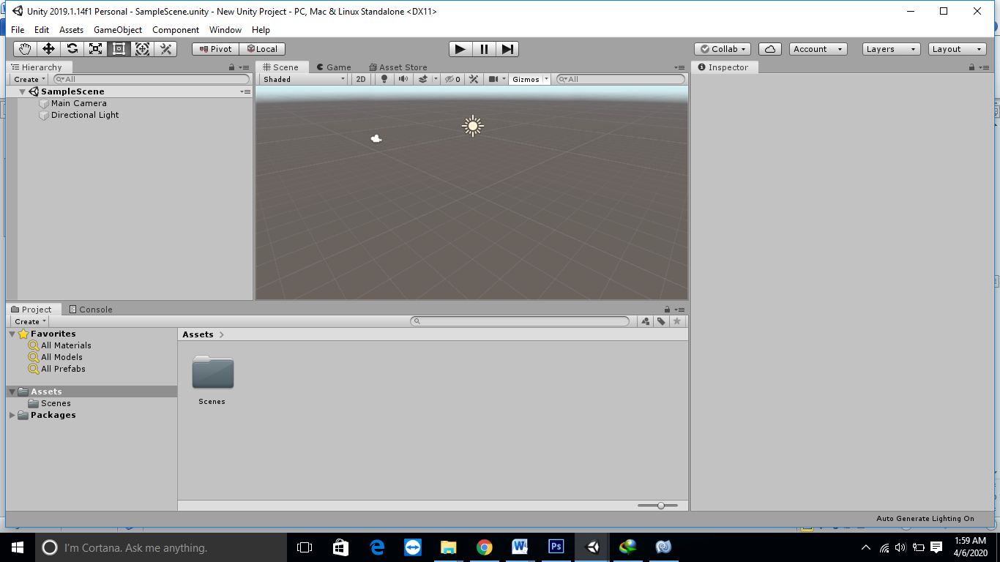 Unity 2019.1.14f1 Personal - SampleScene.unity - New Unity Project - PC, Mac & Linux Standalone <DX11>
File Edit Assets GameObject Component Window Help
Pivot Local Collab Account Layers Layout
Hierarchy Scene Game Asset Store Inspector
Create All Shaded 2D 0 Gizmos All
SampleScene
Main Camera
Directional Light
Project Console
Create
Favorites Assets
All Materials
All Models
All Prefabs
Assets
Scenes Scenes
Packages
Auto Generate Lighting On
I'm Cortana. Ask me anything. W Ps 1:59 AM
4/6/2020